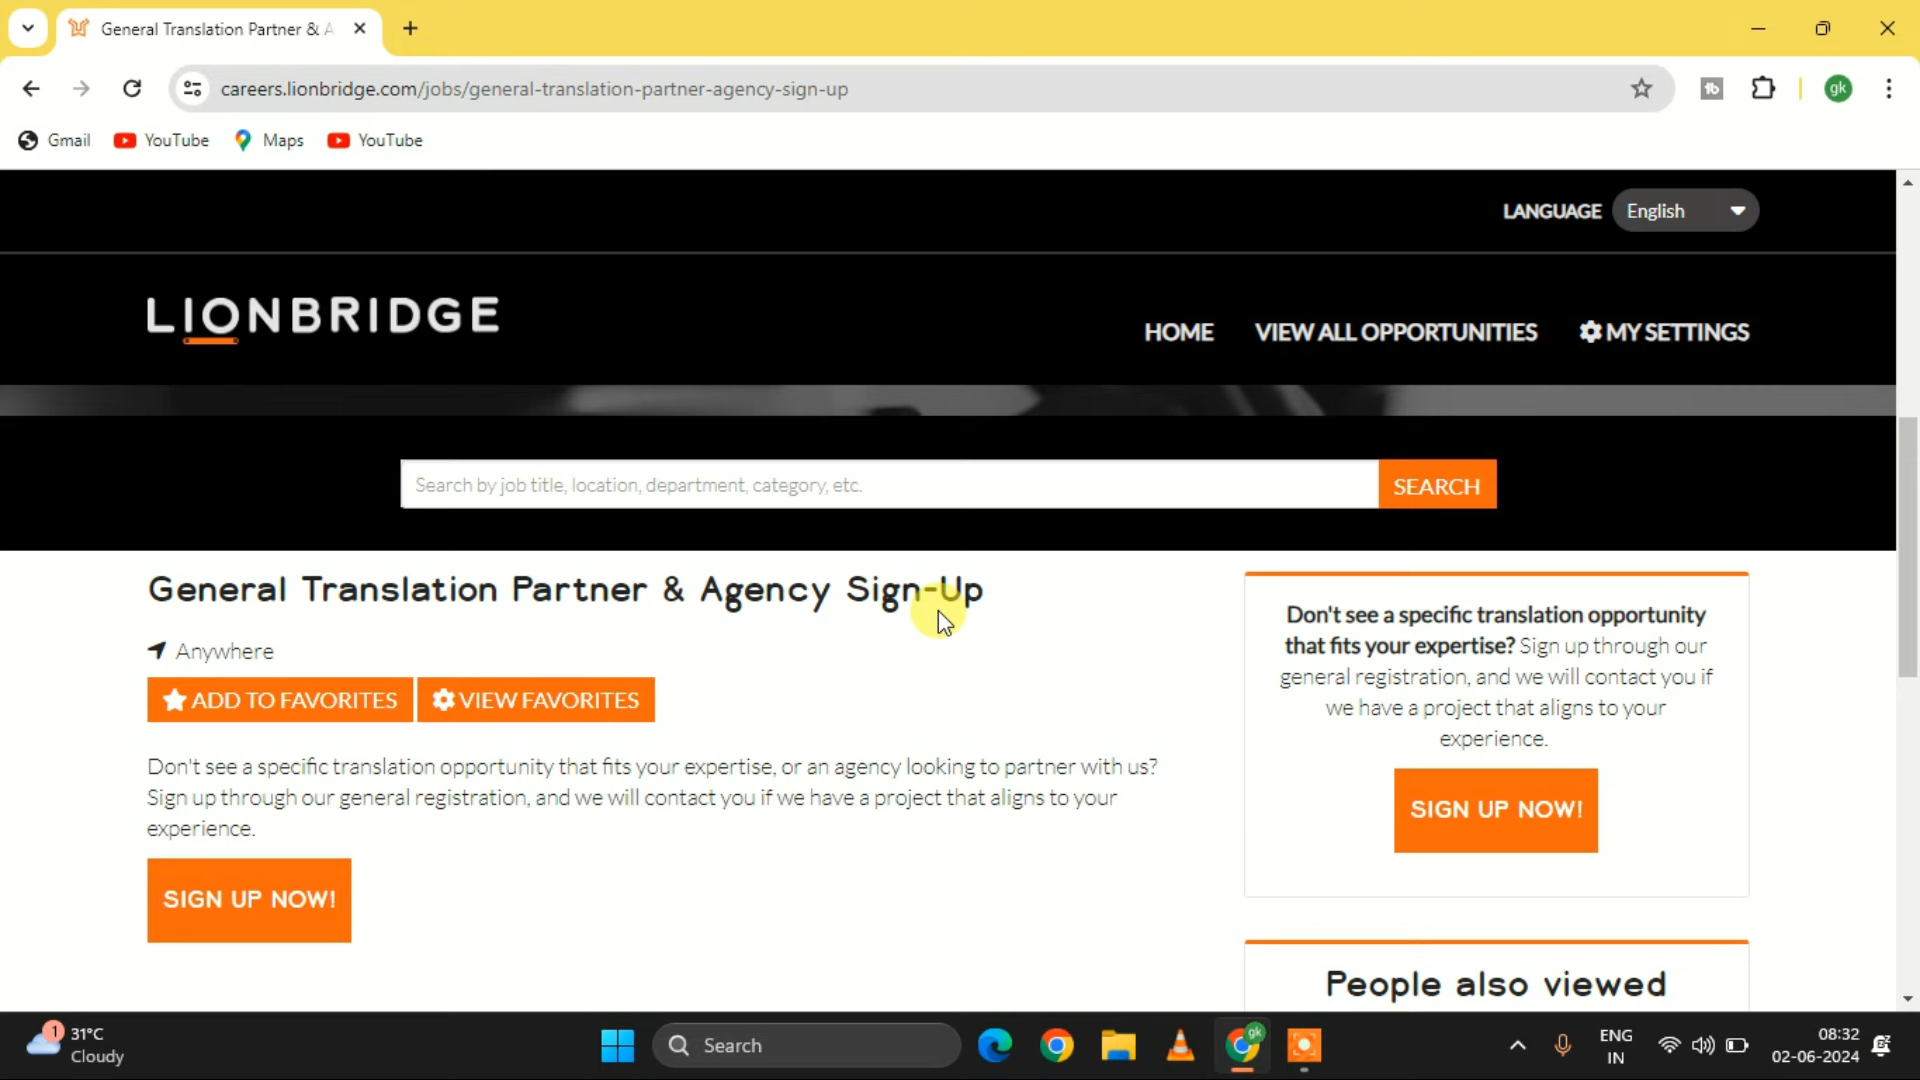 General Translation Partner & A
careers.lionbridge.com/jobs/general-translation-partner-agency-sign-up
gk
Gmail
YouTube
Maps
YouTube
LANGUAGE
English
LIONBRIDGE
HOME
VIEW ALL OPPORTUNITIES
MY SETTINGS
Search by job title, location, department, category, etc.
SEARCH
General Translation Partner & Agency Sign-Up
Anywhere
ADD TO FAVORITES
VIEW FAVORITES
Don't see a specific translation opportunity that fits your expertise, or an agency looking to partner with us?
Sign up through our general registration, and we will contact you if we have a project that aligns to your
experience.
SIGN UP NOW!
Don't see a specific translation opportunity
that fits your expertise? Sign up through our
general registration, and we will contact you if
we have a project that aligns to your
experience.
SIGN UP NOW!
People also viewed
1
31°C
Cloudy
Search
gk
ENG
IN
08:32
02-06-2024